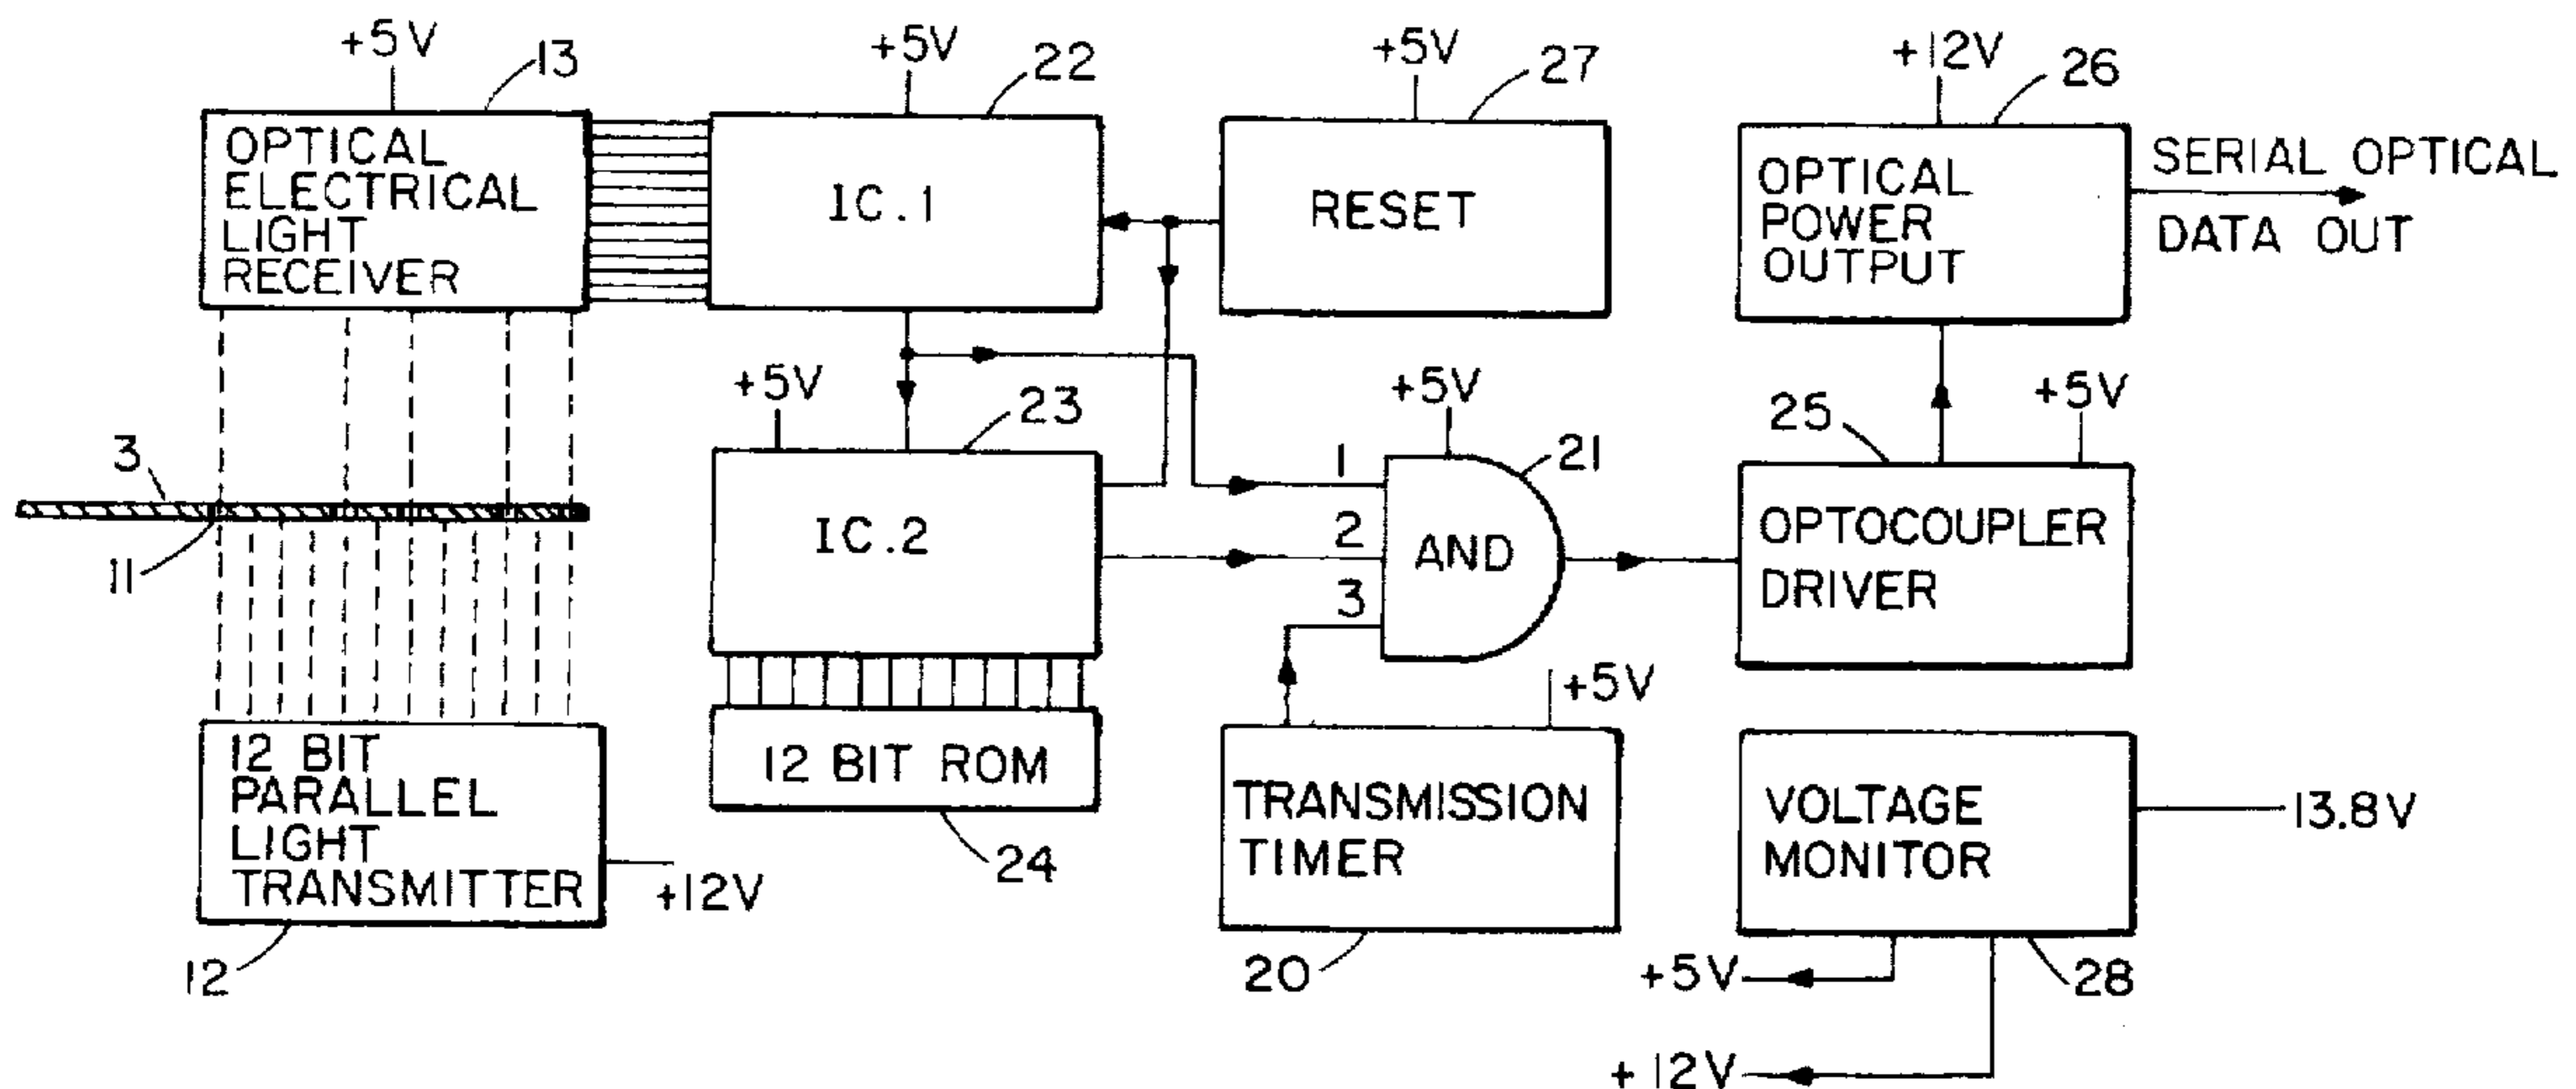 +5V
13
OPTICAL
ELECTRICAL
LIGHT
RECEIVER
+5V
22
IC.1
+5V
27
RESET
+12V
26
OPTICAL
POWER
OUTPUT
SERIAL OPTICAL
DATA OUT
3
11
+5V
23
IC.2
+5V
21
1
2
3
AND
25
+5V
OPTOCOUPLER
DRIVER
12 BIT
PARALLEL
LIGHT
TRANSMITTER
+12V
12
12 BIT ROM
24
+5V
TRANSMISSION
TIMER
20
VOLTAGE
MONITOR
13.8V
+5V
28
+12V